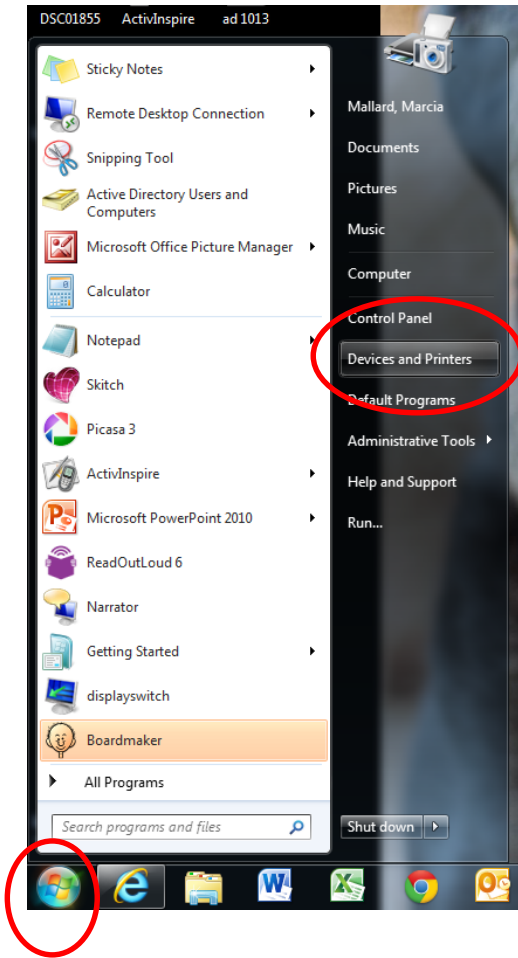 DSC01855 ActivInspire ad 1013
Sticky Notes
Remote Desktop Connection
Snipping Tool
Active Directory Users and
Computers
Microsoft Office Picture Manager
Calculator
Notepad
Skitch
Picasa 3
ActivInspire
Microsoft PowerPoint 2010
ReadOutLoud 6
Narrator
Getting Started
displayswitch
Boardmaker
All Programs
Search programs and files
Mallard, Marcia
Documents
Pictures
Music
Computer
Control Panel
Devices and Printers
Default Programs
Administrative Tools
Help and Support
Run...
Shut down